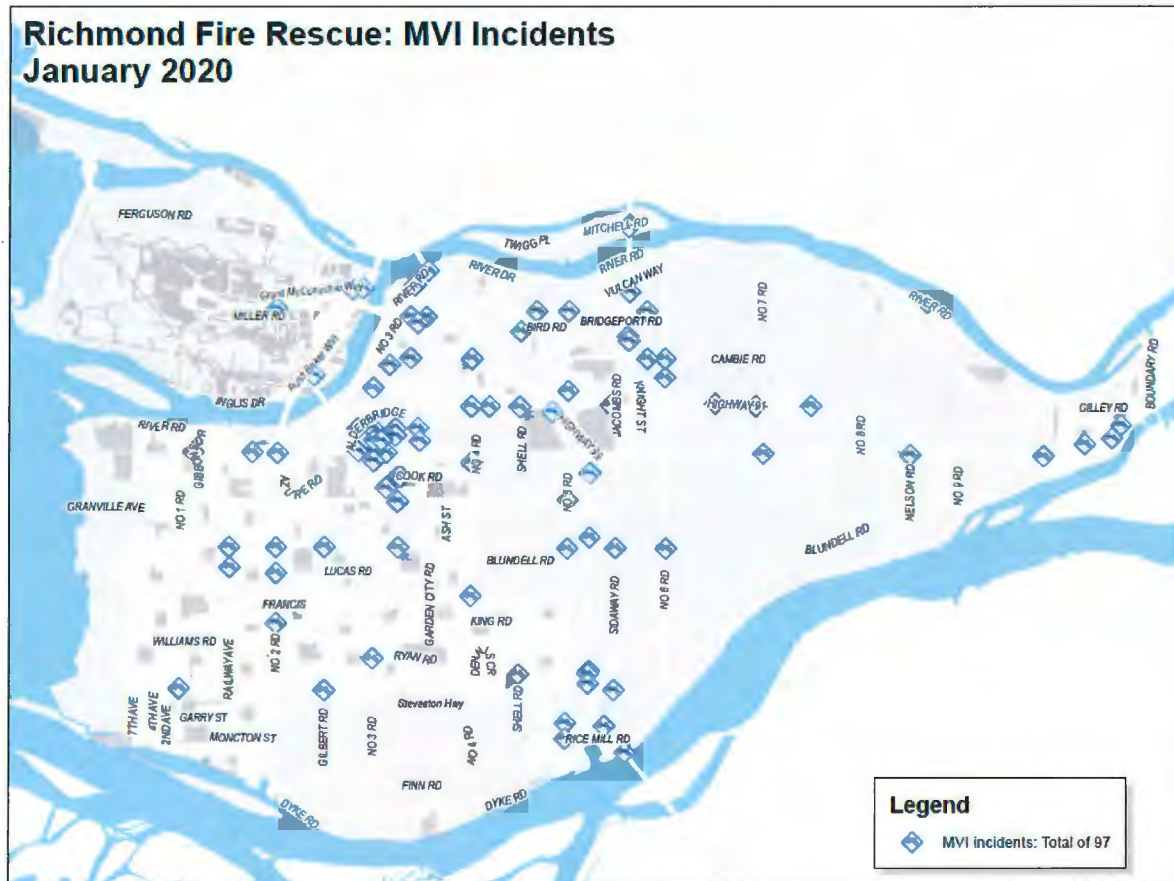 Richmond Fire Rescue: MVI Incidents
January 2020
FERGUSON RD
MITCHELL RD
TWIGG PL
RIVER DR
RIVER RD
VULCAN WAY
RIVER RD
Grant McConachie Way
MILLER RD
NO 3 RD
BIRD RD
BRIDGEPORT RD
NO 7 RD
RIVER RD
CAMBIE RD
BOUNDARY RD
INGLIS DR
JACOMBS RD
KNIGHT ST
HIGHWAY 91
GILLEY RD
RIVER RD
ALDERBRIDGE
NO 4 RD
SHELL RD
NO 8 RD
COOK RD
NO 5 RD
NELSON RD
NO 9 RD
GRANVILLE AVE
NO 1 RD
ASH ST
BLUNDELL RD
BLUNDELL RD
LUCAS RD
FRANCIS
GARDEN CITY RD
KING RD
SIDAWAY RD
NO 6 RD
WILLIAMS RD
RAILWAY AVE
NO 2 RD
RYAN RD
7TH AVE
4TH AVE
2ND AVE
GARRY ST
MONCTON ST
GILBERT RD
NO 3 RD
Steveston Hwy
NO 4 RD
SHELL RD
RICE MILL RD
FINN RD
DYKE RD
DYKE RD
Legend
MVI incidents: Total of 97